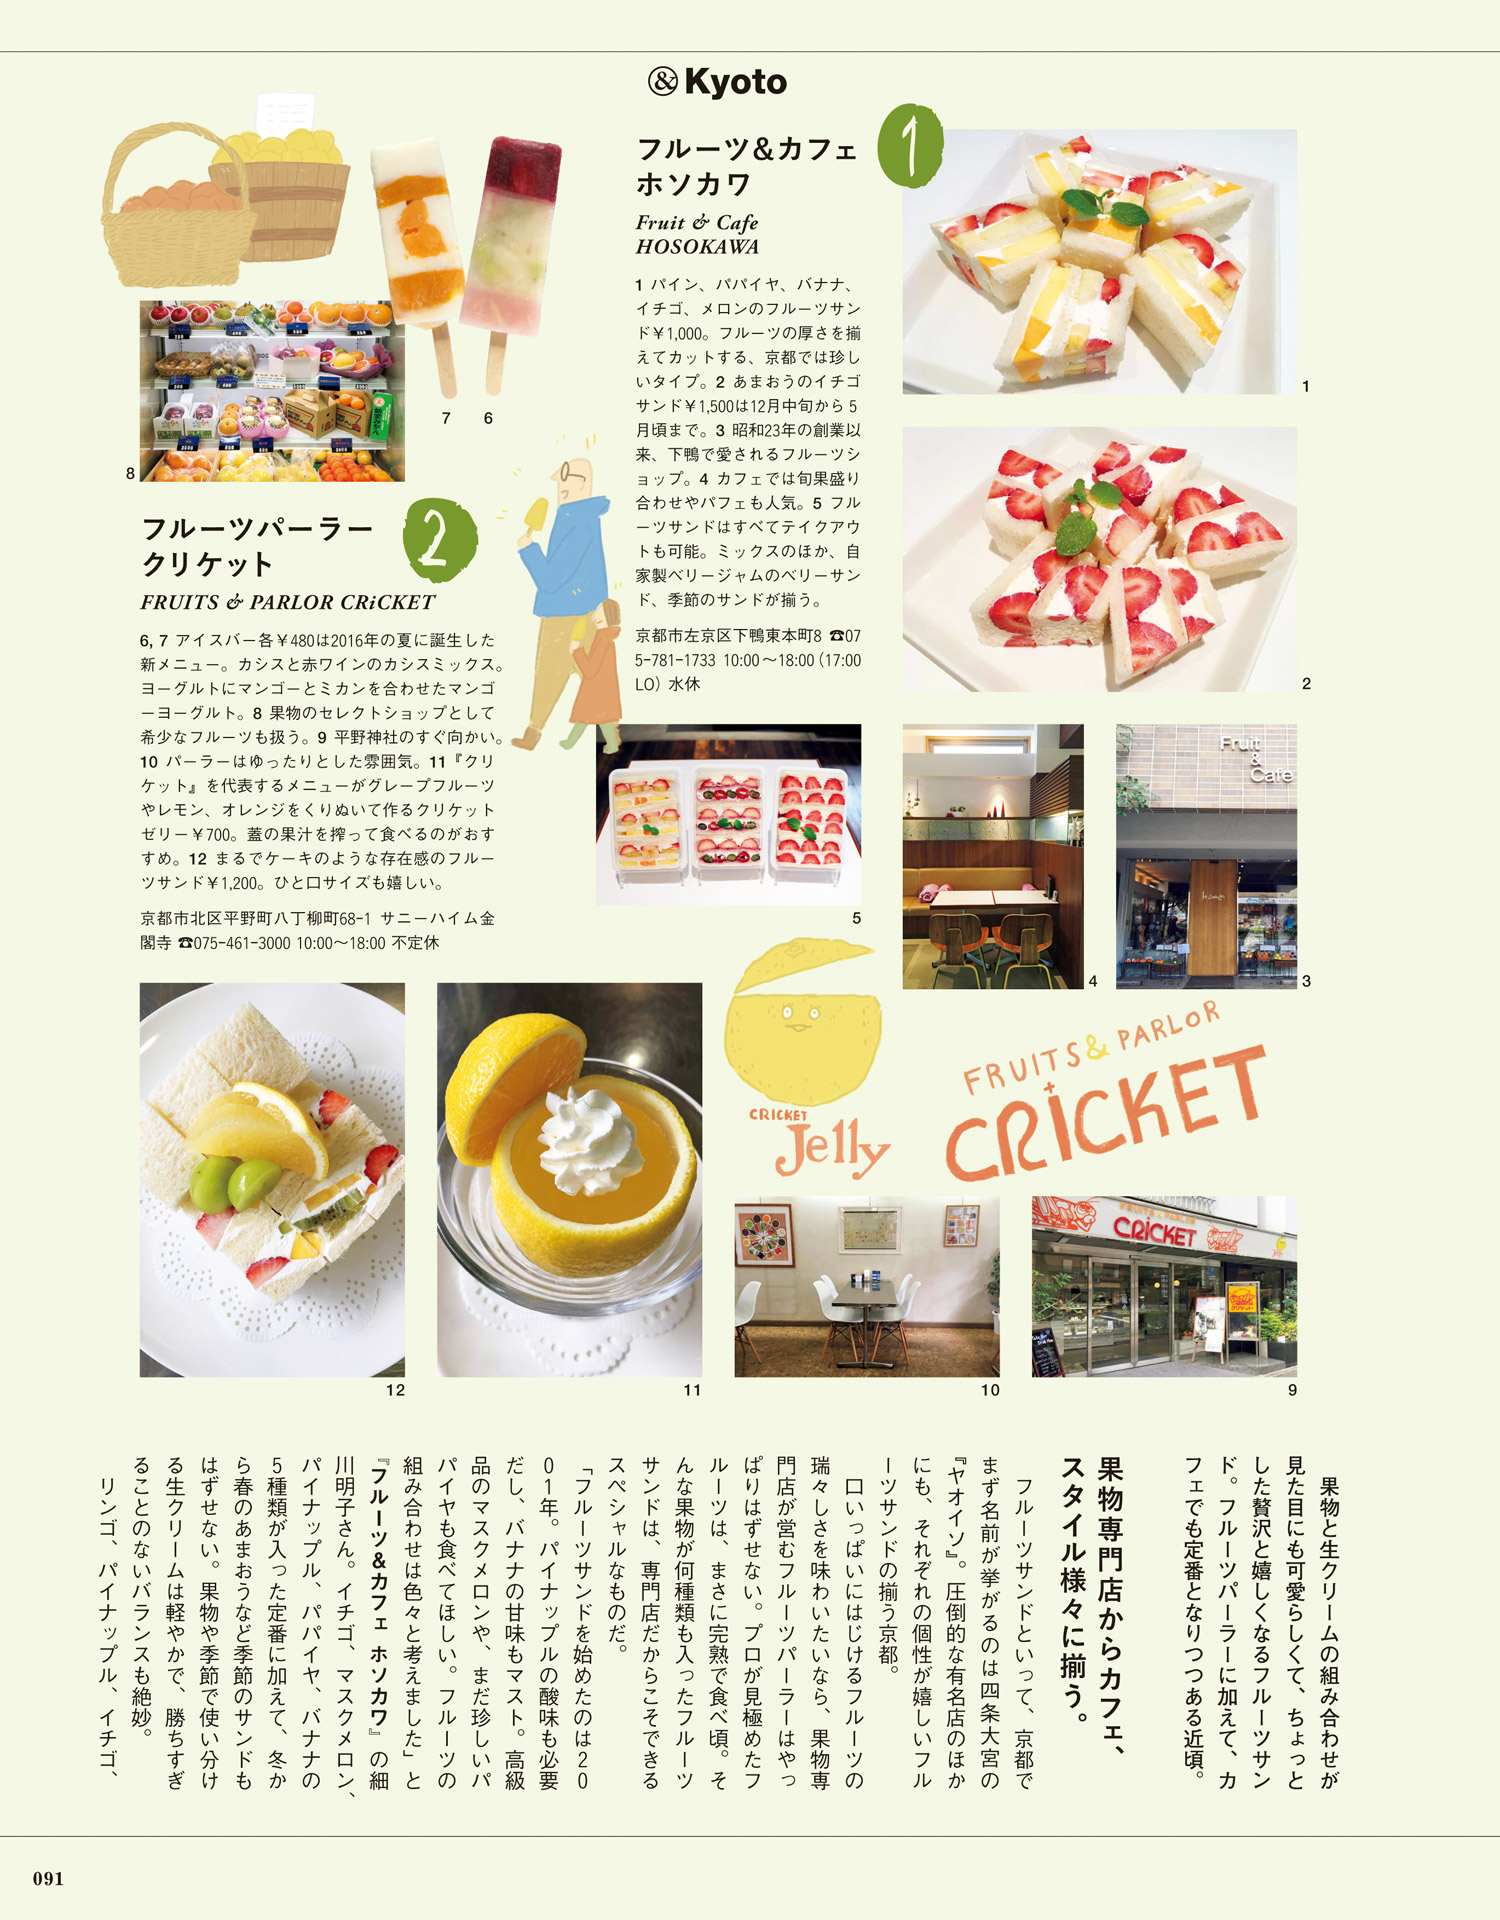 &Kyoto
1
フルーツ&カフェ
ホソカワ
Fruit & Cafe
HOSOKAWA
1 パイン、パパイヤ、バナナ、
イチゴ、メロンのフルーツサン
ド¥1,000。フルーツの厚さを揃
えてカットする、京都では珍し
いタイプ。2 あまおうのイチゴ
サンド¥1,500は12月中旬から5
月頃まで。3 昭和23年の創業以
来、下鴨で愛されるフルーツシ
ョップ。4 カフェでは旬果盛り
合わせやパフェも人気。5 フル
ーツサンドはすべてテイクアウ
トも可能。ミックスのほか、自
家製ベリージャムのベリーサン
ド、季節のサンドが揃う。
京都市左京区下鴨東本町8 ☎07
5-781-1733 10:00〜18:00(17:00
LO) 水休
1
2
Fruit
&
Cafe
3
4
5
7
6
8
2
フルーツパーラー
クリケット
FRUITS & PARLOR CRiCKET
6, 7 アイスバー各¥480は2016年の夏に誕生した
新メニュー。カシスと赤ワインのカシスミックス。
ヨーグルトにマンゴーとミカンを合わせたマンゴ
ーヨーグルト。8 果物のセレクトショップとして
希少なフルーツも扱う。9 平野神社のすぐ向かい。
10 パーラーはゆったりとした雰囲気。11『クリ
ケット』を代表するメニューがグレープフルーツ
やレモン、オレンジをくりぬいて作るクリケット
ゼリー¥700。蓋の果汁を搾って食べるのがおす
すめ。12 まるでケーキのような存在感のフルー
ツサンド¥1,200。ひと口サイズも嬉しい。
京都市北区平野町八丁柳町68-1 サニーハイム金
閣寺 ☎075-461-3000 10:00〜18:00 不定休
CRICKET
Jelly
FRUITS & PARLOR
CRiCKET
FRUITS & PARLOR
CRiCKET
12
11
10
9
果物と生クリームの組み合わせが
見た目にも可愛らしくて、ちょっと
した贅沢と嬉しくなるフルーツサン
ド。フルーツパーラーに加えて、カ
フェでも定番となりつつある近頃。
果物専門店からカフェ、
スタイル様々に揃う。
フルーツサンドといって、京都で
まず名前が挙がるのは四条大宮の
『ヤオイソ』。圧倒的な有名店のほか
にも、それぞれの個性が嬉しいフル
ーツサンドの揃う京都。
口いっぱいにはじけるフルーツの
瑞々しさを味わいたいなら、果物専
門店が営むフルーツパーラーはやっ
ぱりはずせない。プロが見極めたフ
ルーツは、まさに完熟で食べ頃。そ
んな果物が何種類も入ったフルーツ
サンドは、専門店だからこそできる
スペシャルなものだ。
「フルーツサンドを始めたのは20
01年。パイナップルの酸味も必要
だし、バナナの甘味もマスト。高級
品のマスクメロンや、まだ珍しいパ
パイヤも食べてほしい。フルーツの
組み合わせは色々と考えました」と
『フルーツ&カフェ ホソカワ』の細
川明子さん。イチゴ、マスクメロン、
パイナップル、パパイヤ、バナナの
5種類が入った定番に加えて、冬か
ら春のあまおうなど季節のサンドも
はずせない。果物や季節で使い分け
る生クリームは軽やかで、勝ちすぎ
ることのないバランスも絶妙。
リンゴ、パイナップル、イチゴ、
091